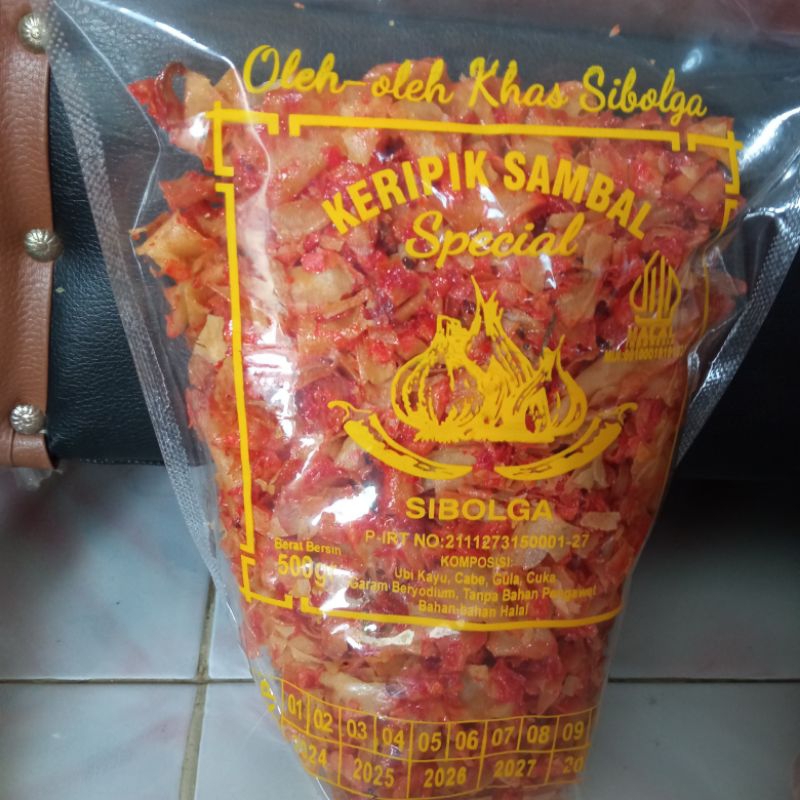 Oleh-oleh Khas Sibolga
KERIPIK SAMBAL
Special
HALAL
SIBOLGA
P-IRT NO:2111273150001-27
Berat Bersih
500gr
KOMPOSISI:
Ubi Kayu, Cabe, Gula, Cuka,
Garam Beryodium, Tanpa Bahan Pengawet
Bahan-bahan Halal
01 02 03 04 05 06 07 08 09
2024 2025 2026 2027